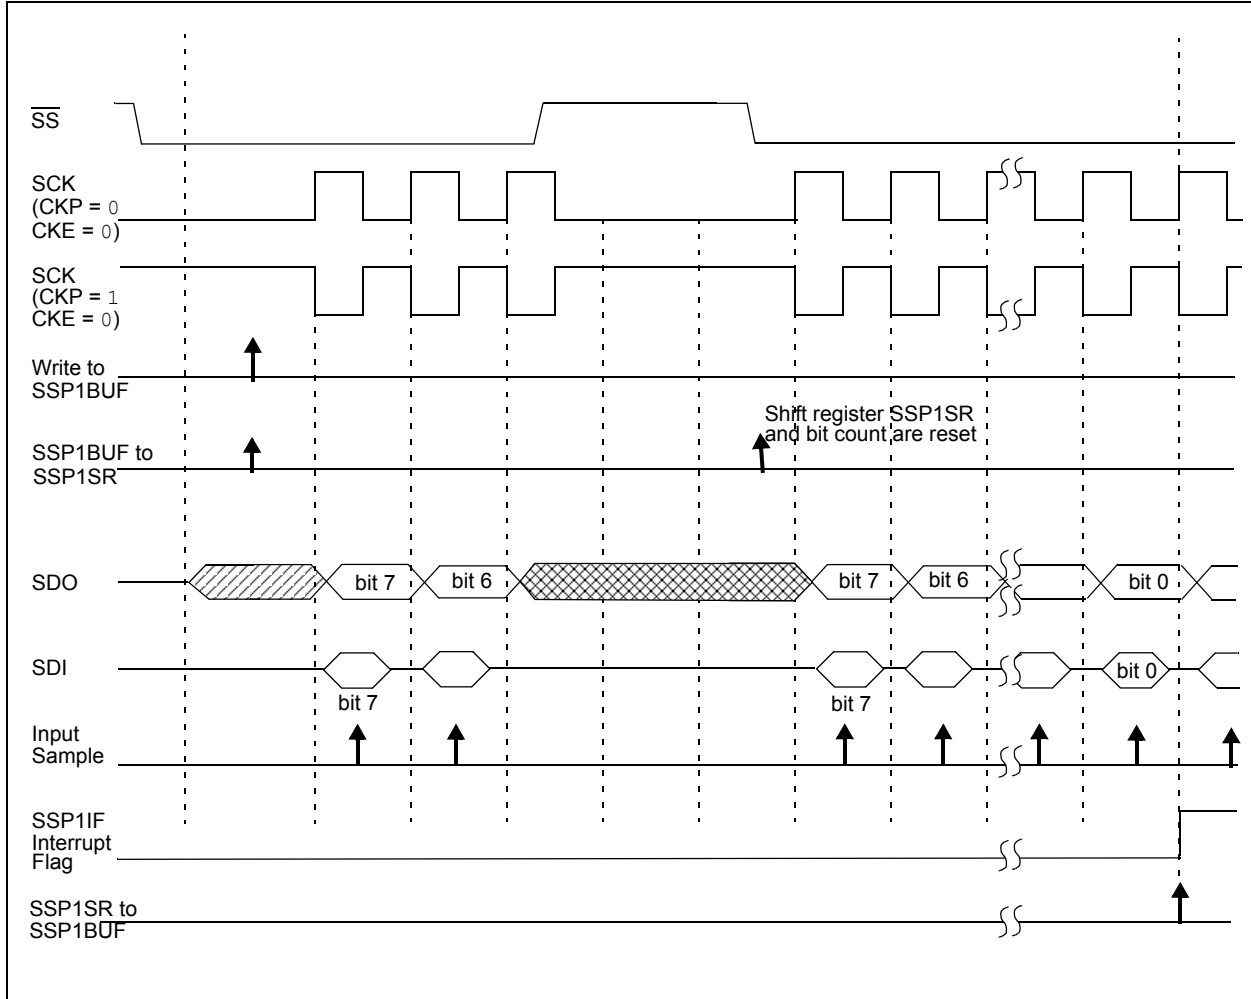 SS
SCK
(CKP = 0
CKE = 0)
SCK
(CKP = 1
CKE = 0)
Write to
SSP1BUF
Shift register SSP1SR
and bit count are reset
SSP1BUF to
SSP1SR
SDO
bit 7
bit 6
bit 7
bit 6
bit 0
SDI
bit 7
bit 7
bit 0
Input
Sample
SSP1IF
Interrupt
Flag
SSP1SR to
SSP1BUF